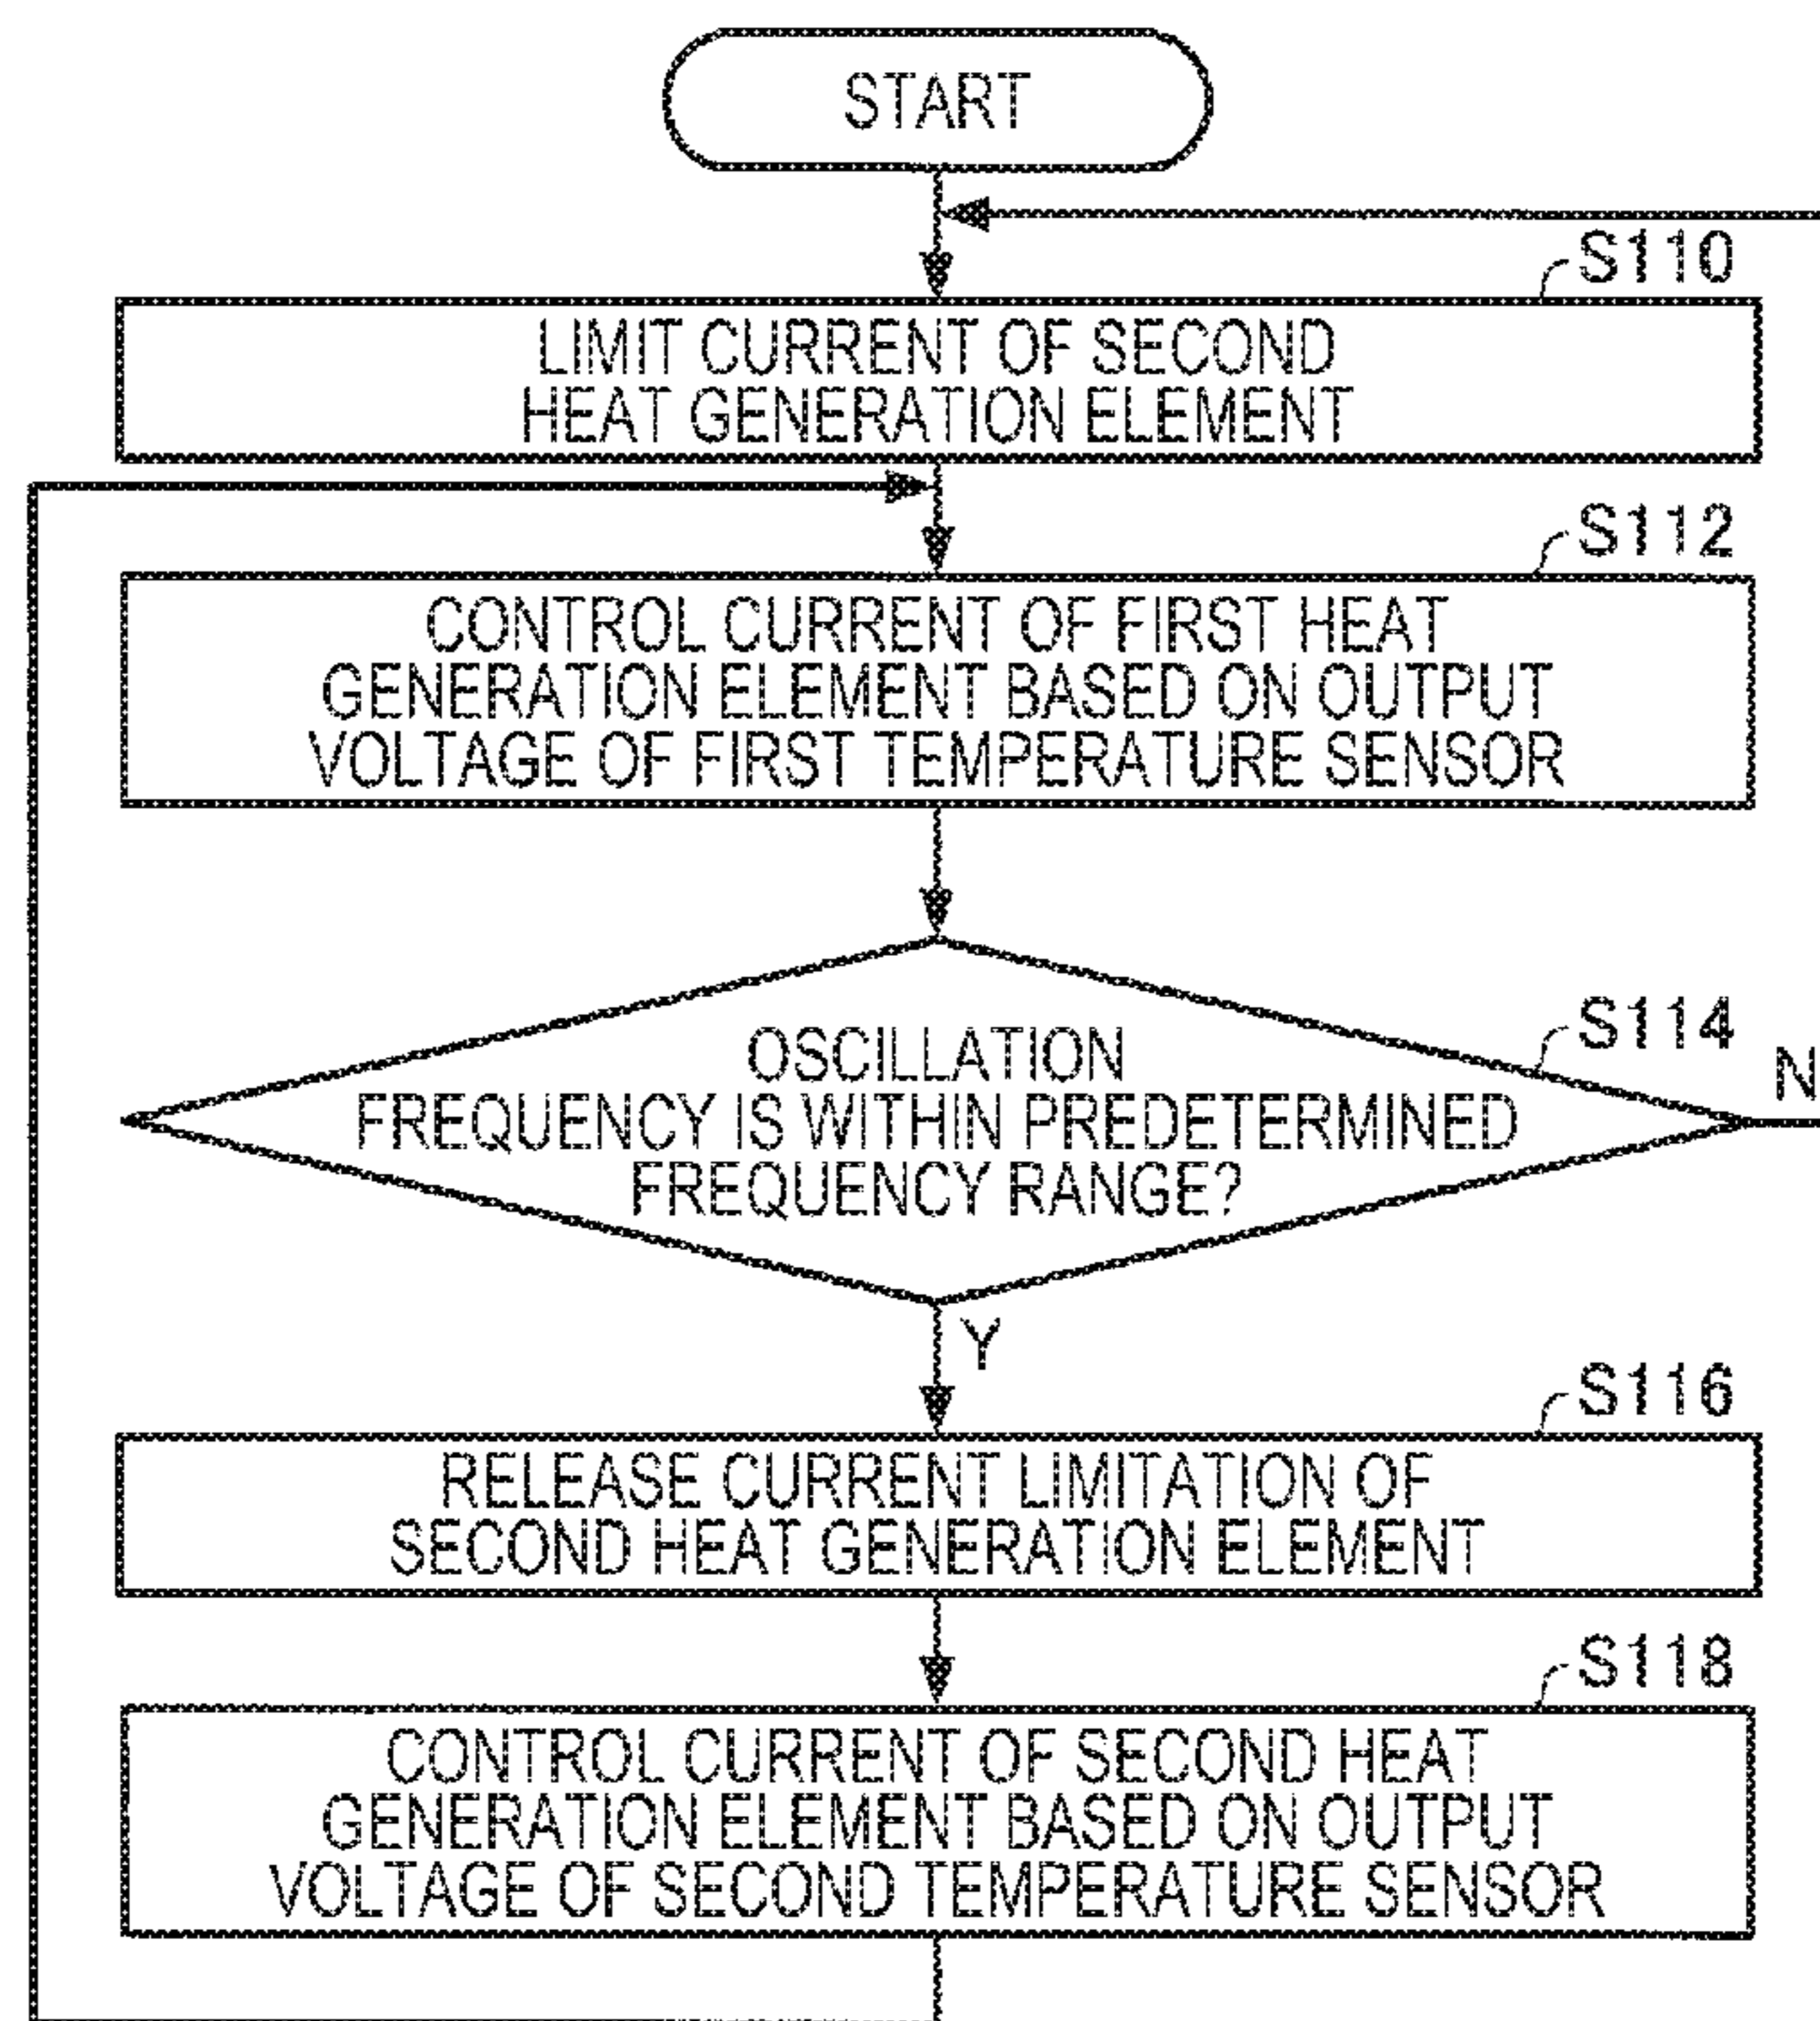 START
S110
LIMIT CURRENT OF SECOND
HEAT GENERATION ELEMENT
S112
CONTROL CURRENT OF FIRST HEAT
GENERATION ELEMENT BASED ON OUTPUT
VOLTAGE OF FIRST TEMPERATURE SENSOR
S114
N
OSCILLATION
FREQUENCY IS WITHIN PREDETERMINED
FREQUENCY RANGE?
Y
S116
RELEASE CURRENT LIMITATION OF
SECOND HEAT GENERATION ELEMENT
S118
CONTROL CURRENT OF SECOND HEAT
GENERATION ELEMENT BASED ON OUTPUT
VOLTAGE OF SECOND TEMPERATURE SENSOR